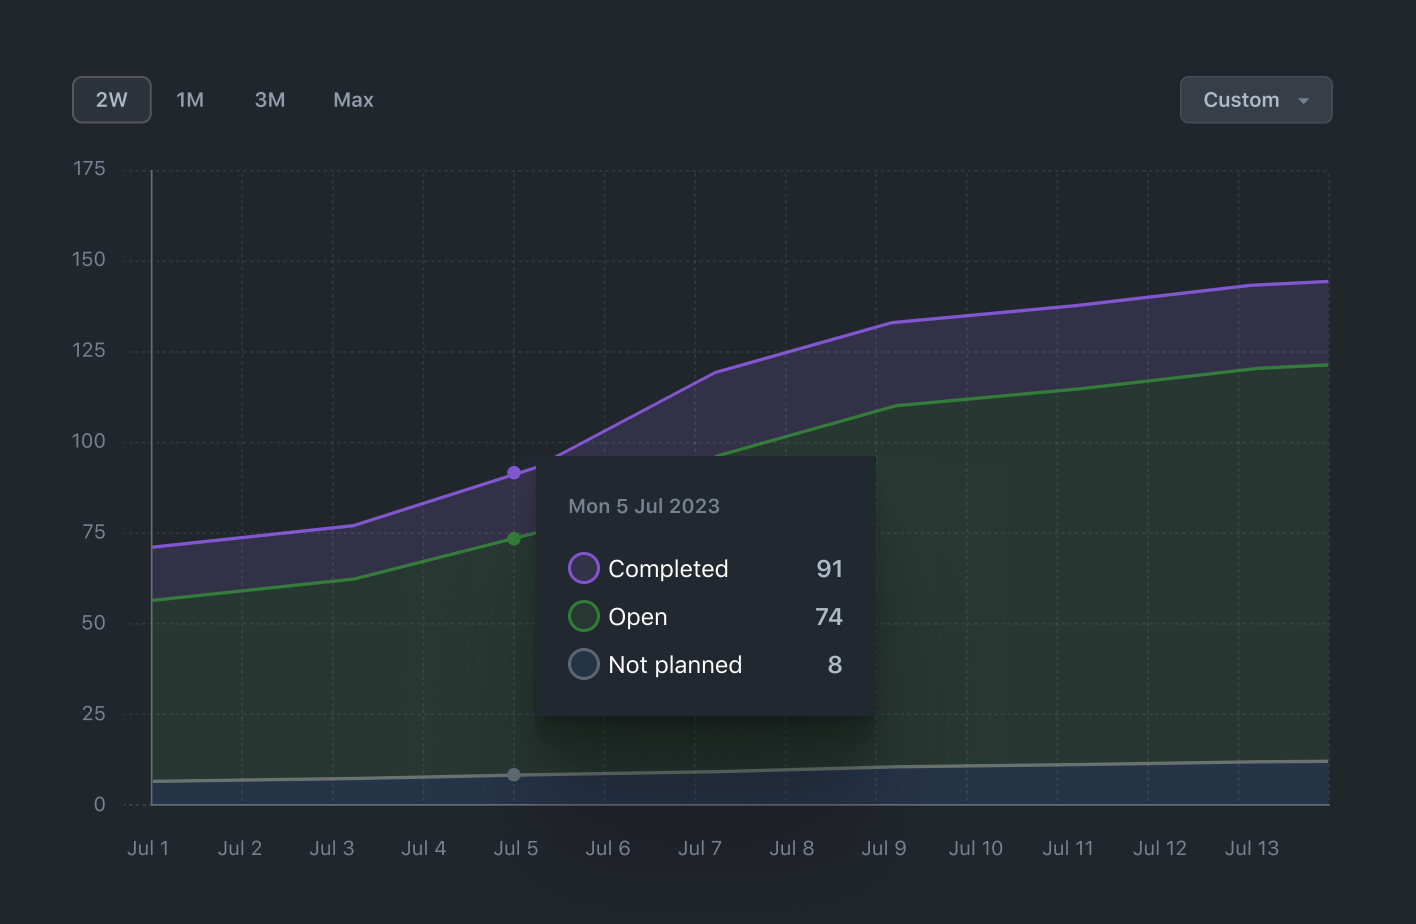 2W 1M 3M Max Custom
175
150
125
100
75
50
25
0
Mon 5 Jul 2023
Completed 91
Open 74
Not planned 8
Jul 1 Jul 2 Jul 3 Jul 4 Jul 5 Jul 6 Jul 7 Jul 8 Jul 9 Jul 10 Jul 11 Jul 12 Jul 13